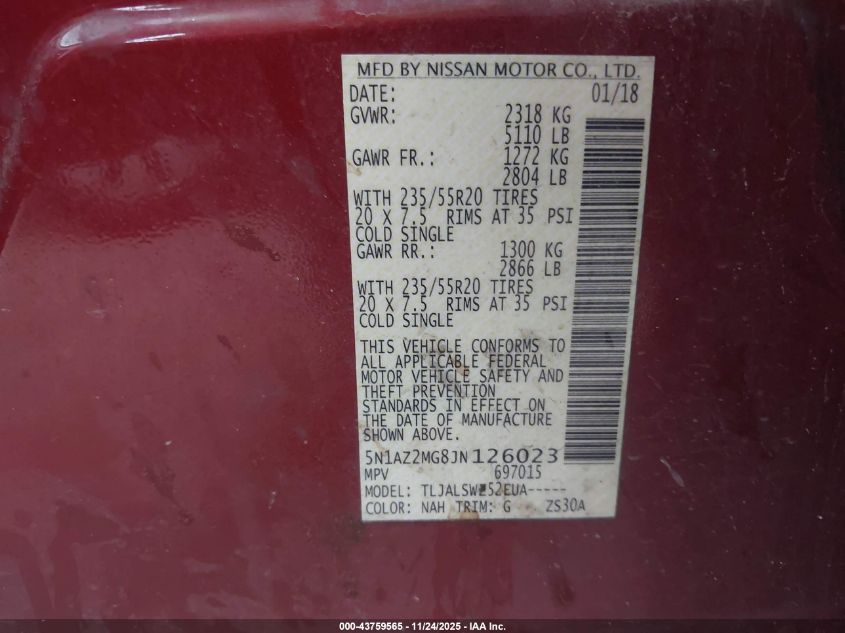 MFD BY NISSAN MOTOR CO., LTD.
DATE: 01/18
GVWR: 2318 KG
5110 LB
GAWR FR.: 1272 KG
2804 LB
WITH 235/55R20 TIRES
20 X 7.5 RIMS AT 35 PSI
COLD SINGLE
GAWR RR.: 1300 KG
2866 LB
WITH 235/55R20 TIRES
20 X 7.5 RIMS AT 35 PSI
COLD SINGLE
THIS VEHICLE CONFORMS TO
ALL APPLICABLE FEDERAL
MOTOR VEHICLE SAFETY AND
THEFT PREVENTION
STANDARDS IN EFFECT ON
THE DATE OF MANUFACTURE
SHOWN ABOVE.
5N1AZ2MG8JN126023
MPV 697015
MODEL:
COLOR: NAH TRIM: G ZS30A
000-43759565 - 11/24/2025 - IAA Inc.